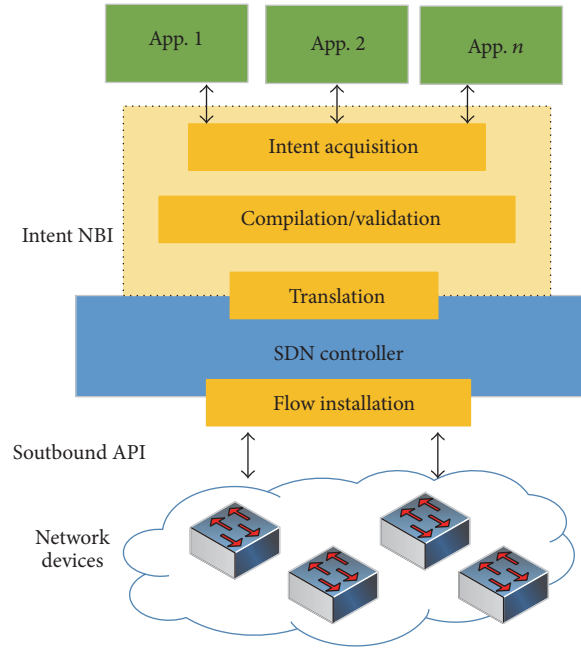 App. 1
App. 2
App. n
Intent acquisition
Compilation/validation
Intent NBI
Translation
SDN controller
Flow installation
Soutbound API
Network
devices